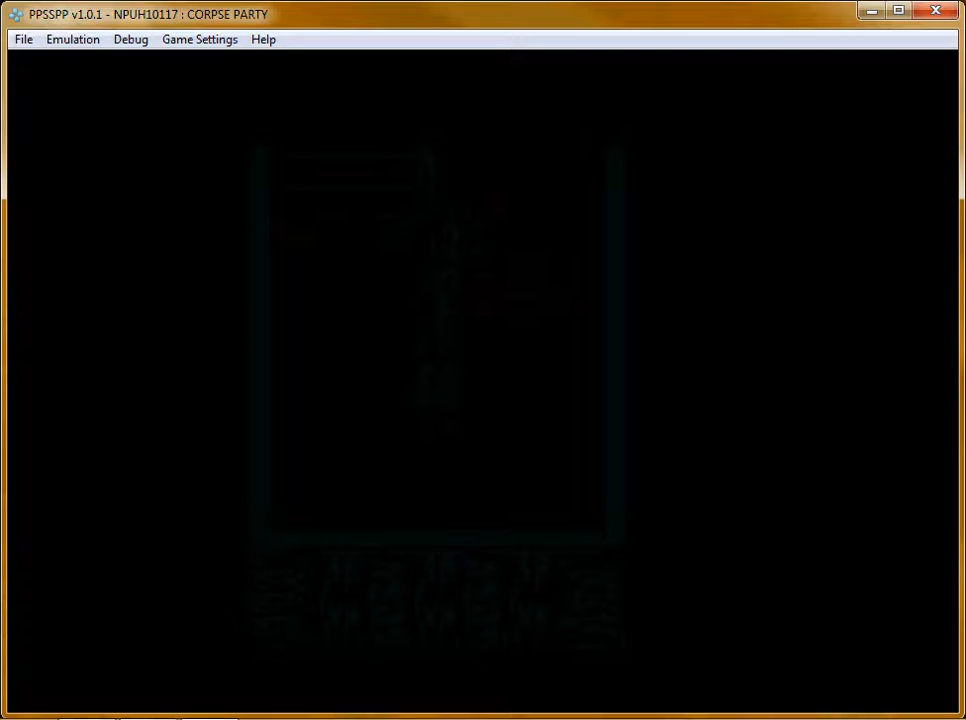 PPSSPP v1.0.1 - NPUH10117 : CORPSE PARTY
File Emulation Debug Game Settings Help